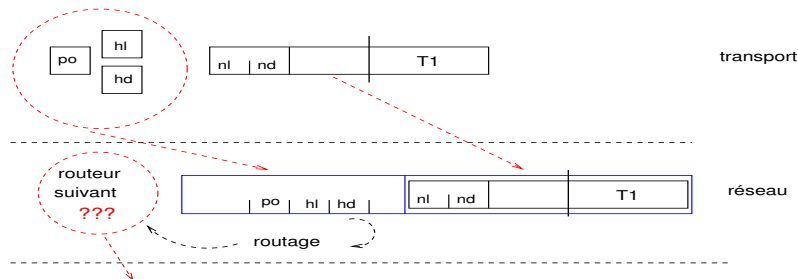 po
hl
hd
nl nd T1
transport
routeur
suivant
???
po hl hd
nl nd T1
réseau
routage